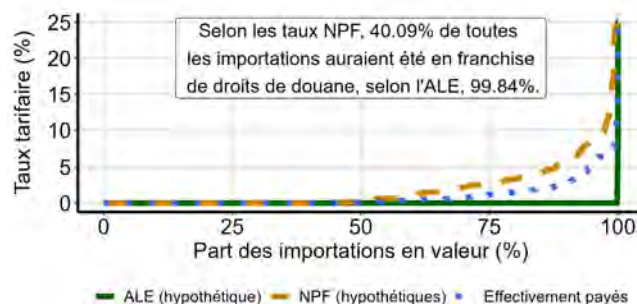 Selon les taux NPF, 40.09% de toutes
les importations auraient été en franchise
de droits de douane, selon l'ALE, 99.84%.
Taux tarifaire (%)
25
20
15
10
5
0
0 25 50 75 100
Part des importations en valeur (%)
ALE (hypothétique) NPF (hypothétiques) Effectivement payés